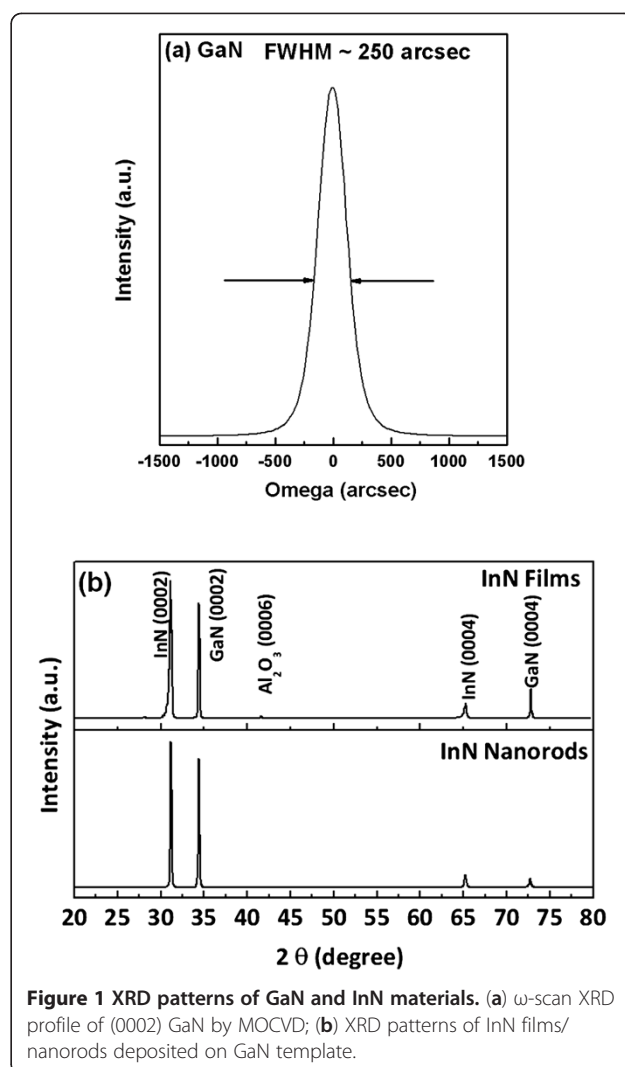 (a) GaN FWHM ~ 250 arcsec
Intensity (a.u.)
-1500 -1000 -500 0 500 1000 1500
Omega (arcsec)
(b)
InN Films
InN (0002)
GaN (0002)
Al2O3 (0006)
InN (0004)
GaN (0004)
InN Nanorods
Intensity (a.u.)
20 25 30 35 40 45 50 55 60 65 70 75 80
2 θ (degree)
Figure 1 XRD patterns of GaN and InN materials. (a) ω-scan XRD
profile of (0002) GaN by MOCVD; (b) XRD patterns of InN films/
nanorods deposited on GaN template.